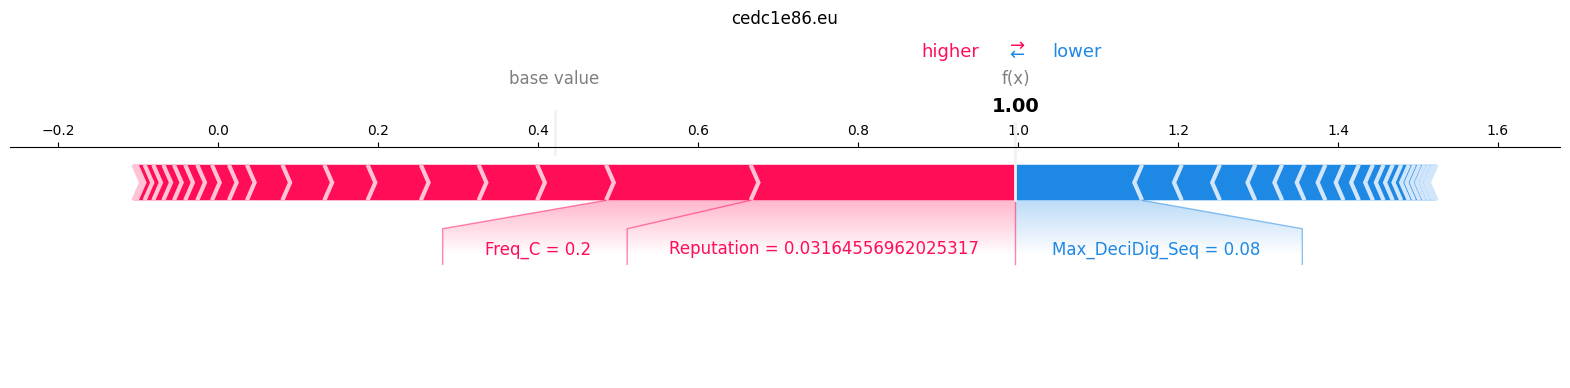 cedc1e86.eu
higher ⇄ lower
base value f(x)
1.00
−0.2 0.0 0.2 0.4 0.6 0.8 1.0 1.2 1.4 1.6
Freq_C = 0.2 Reputation = 0.03164556962025317 Max_DeciDig_Seq = 0.08